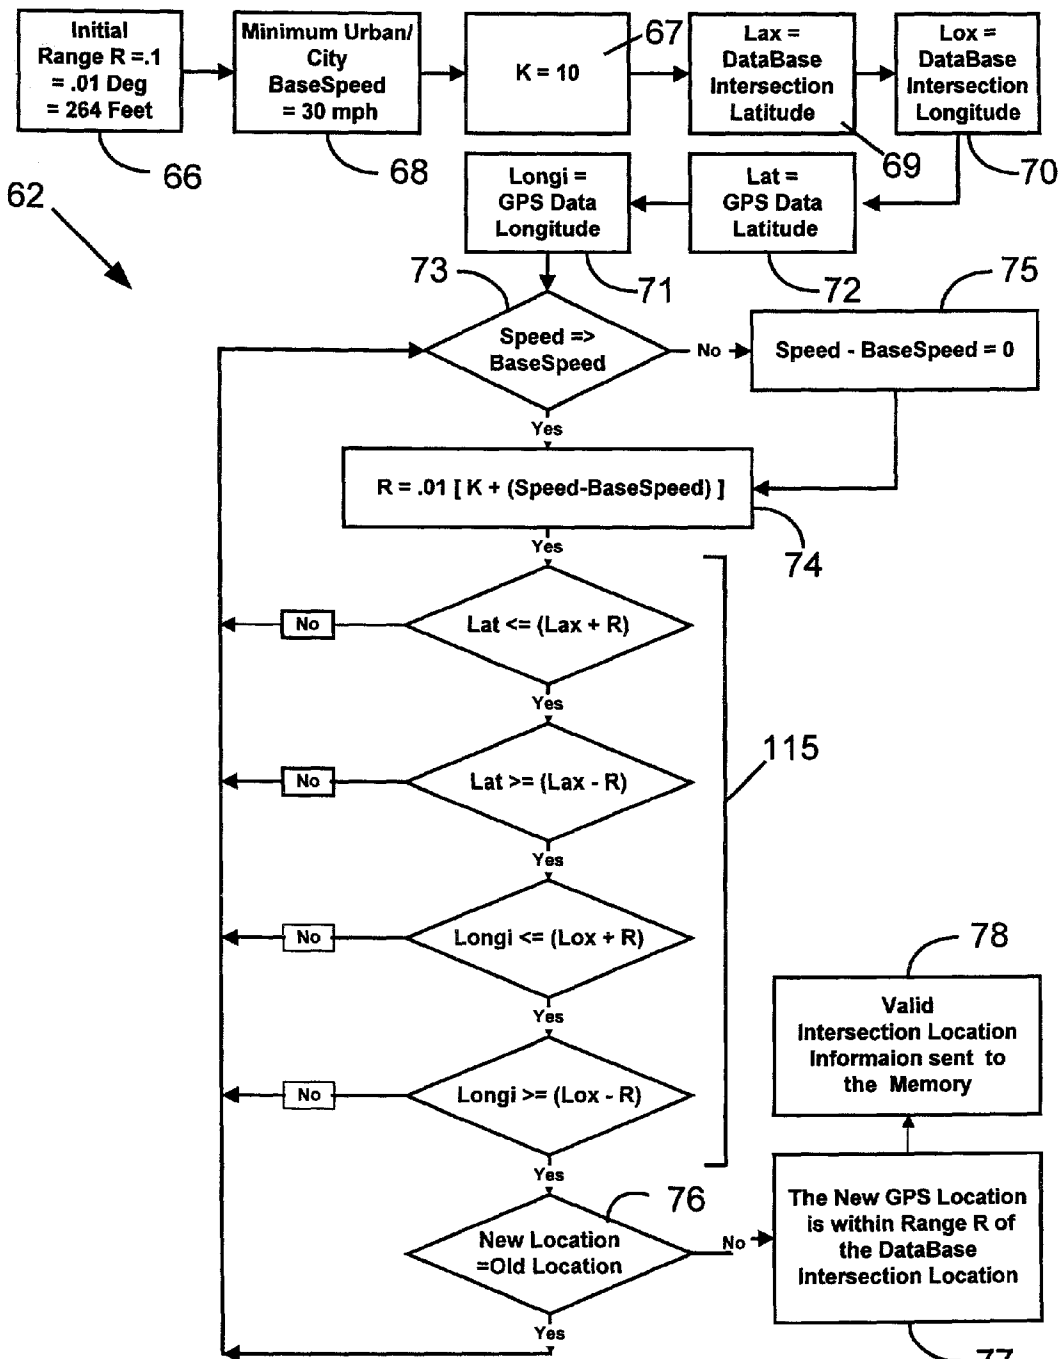 Initial
Range R =.1
= .01 Deg
= 264 Feet
66
Minimum Urban/
City
BaseSpeed
= 30 mph
68
K = 10
67
Lax =
DataBase
Intersection
Latitude
69
Lox =
DataBase
Intersection
Longitude
70
62
Longi =
GPS Data
Longitude
71
Lat =
GPS Data
Latitude
72
73
Speed =>
BaseSpeed
No
75
Speed - BaseSpeed = 0
Yes
R = .01 [ K + (Speed-BaseSpeed) ]
74
Yes
Lat <= (Lax + R)
No
Yes
Lat >= (Lax - R)
No
115
Yes
Longi <= (Lox + R)
No
Yes
Longi >= (Lox - R)
No
Yes
76
New Location
=Old Location
No
Yes
78
Valid
Intersection Location
Informaion sent to
the Memory
The New GPS Location
is within Range R of
the DataBase
Intersection Location
77